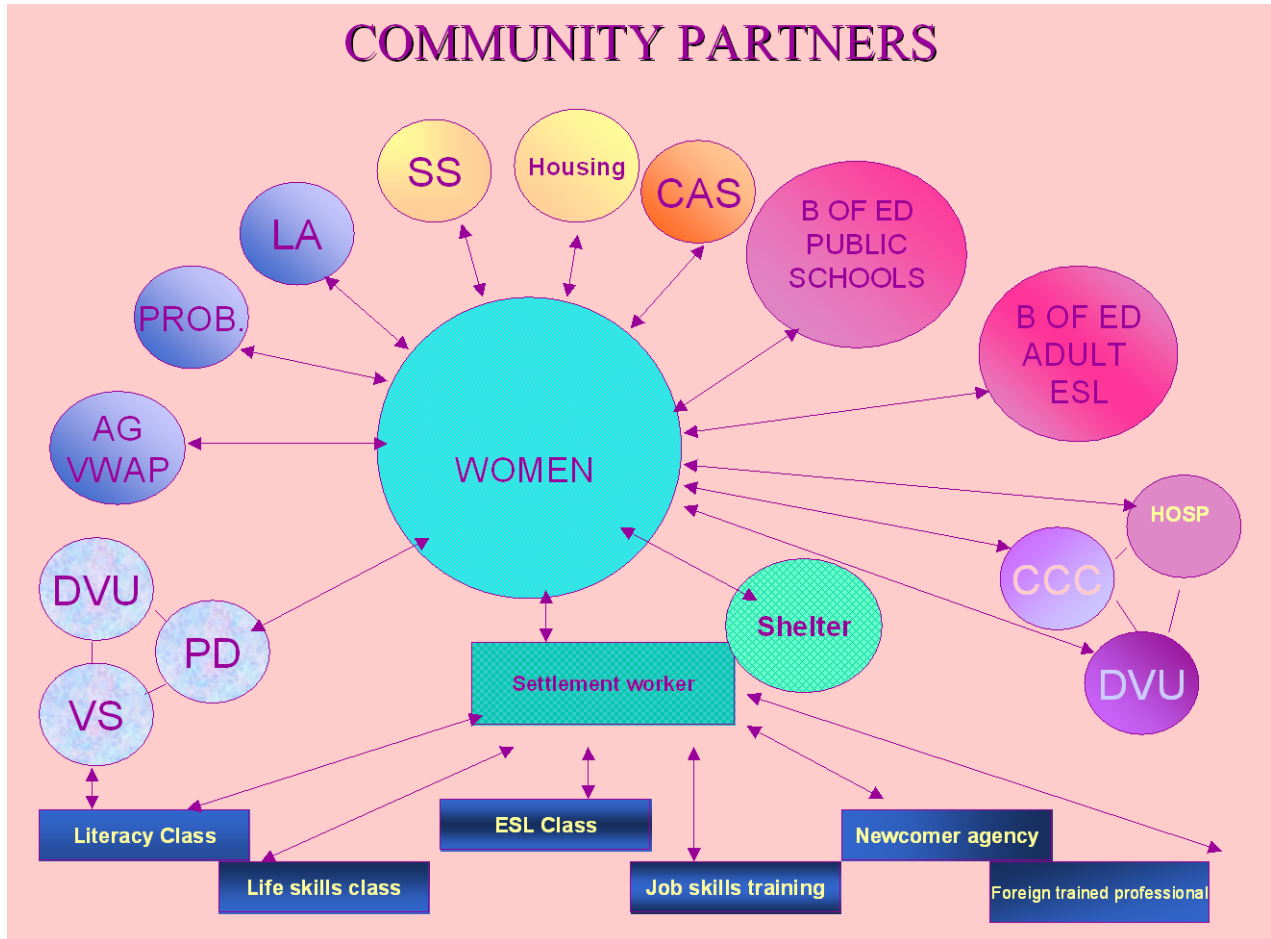 COMMUNITY PARTNERS
SS
Housing
CAS
LA
B OF ED
PUBLIC
SCHOOLS
PROB.
B OF ED
ADULT
ESL
AG
VWAP
WOMEN
HOSP
CCC
DVU
DVU
PD
VS
Shelter
Settlement worker
Literacy Class
ESL Class
Newcomer agency
Life skills class
Job skills training
Foreign trained professional